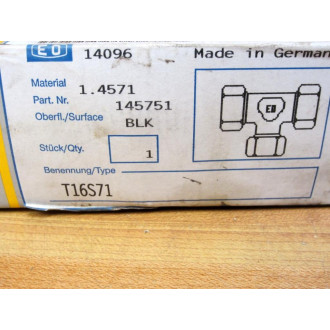 EO 14096 Made in German
Material 1.4571
Part. Nr. 145751
Oberfl./Surface BLK
Stück/Qty. 1
Benennung/Type
T16S71
EO